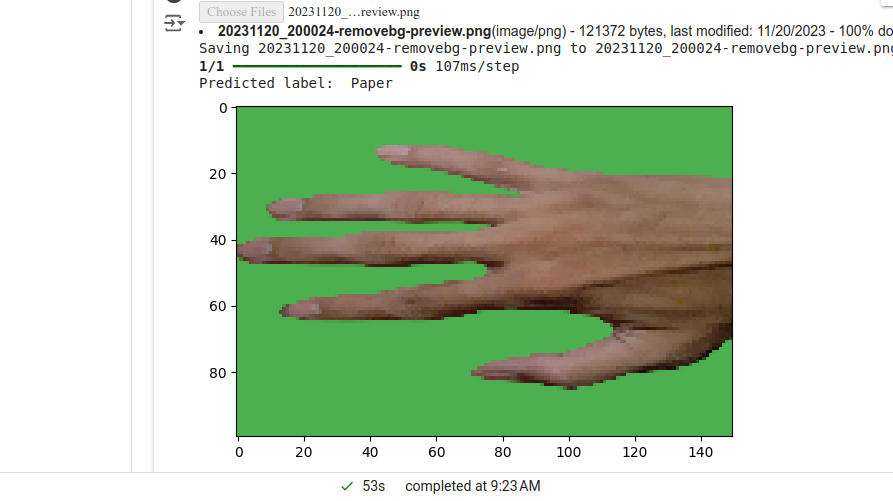 Choose Files 20231120_…review.png
• 20231120_200024-removebg-preview.png(image/png) - 121372 bytes, last modified: 11/20/2023 - 100% do
Saving 20231120_200024-removebg-preview.png to 20231120_200024-removebg-preview.png
1/1 ━━━━━━━━━━━━━━━━━━━━ 0s 107ms/step
Predicted label:  Paper
0
20
40
60
80
0 20 40 60 80 100 120 140
✓ 53s completed at 9:23 AM